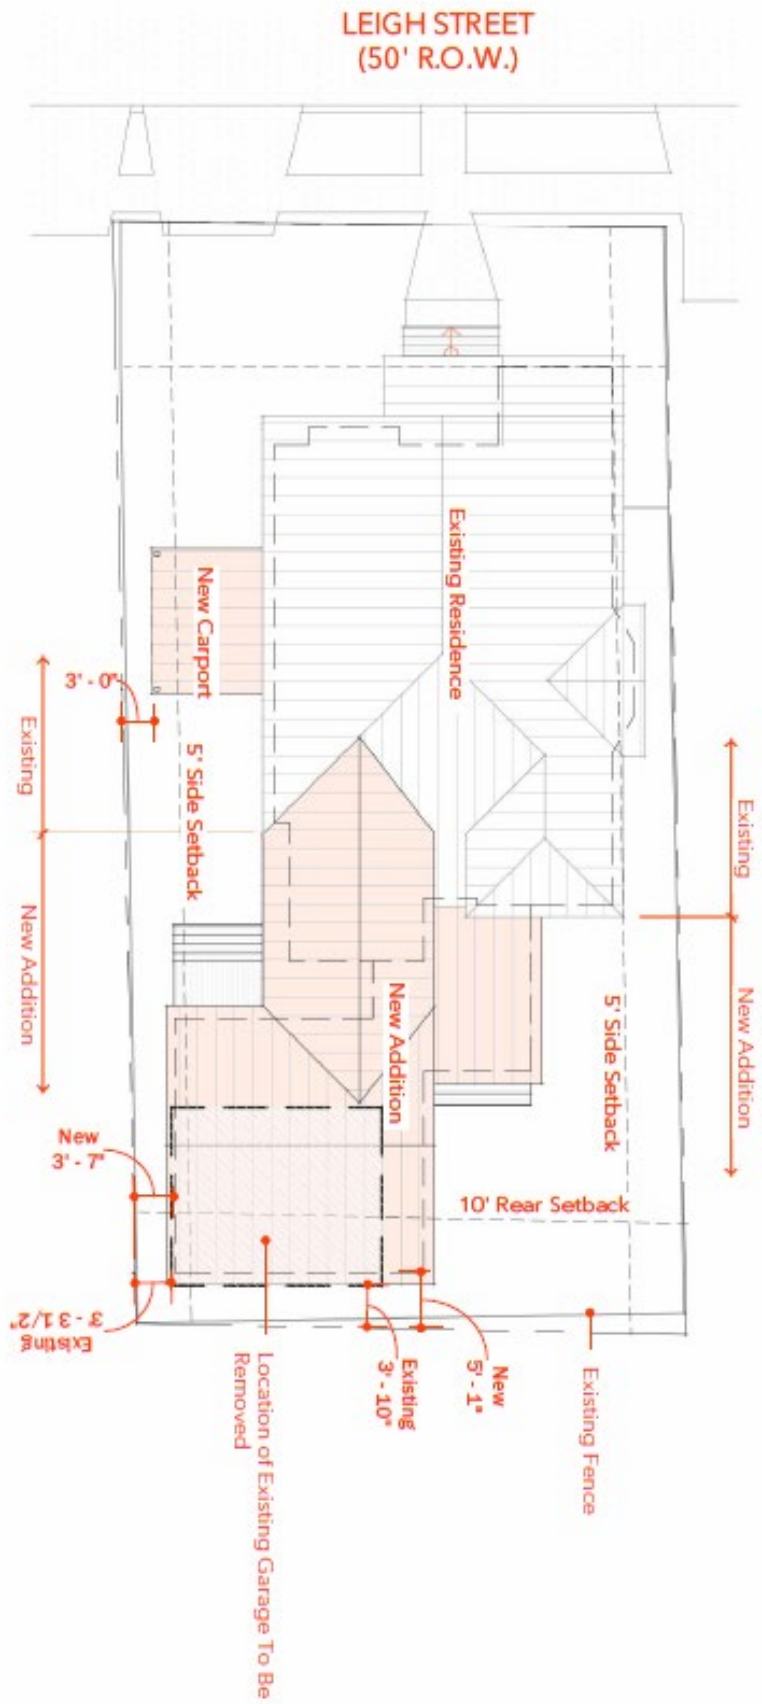 LEIGH STREET
(50' R.O.W.)
Existing Residence
New Carport
3' - 0"
Existing
5' Side Setback
New Addition
Existing
New Addition
5' Side Setback
New Addition
New
3' - 7"
10' Rear Setback
3' - 3 1/2"
Existing
Existing
3' - 10"
New
5' - 1"
Existing Fence
Location of Existing Garage To Be
Removed